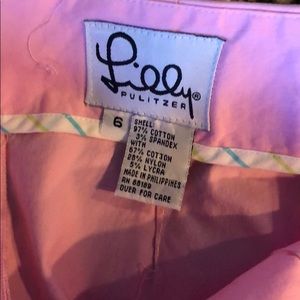 Lilly®
PULITZER
6
SHELL
97% COTTON
3% SPANDEX
WITH
67% COTTON
28% NYLON
5% LYCRA
MADE IN PHILIPPINES
RN 66189
OVER FOR CARE